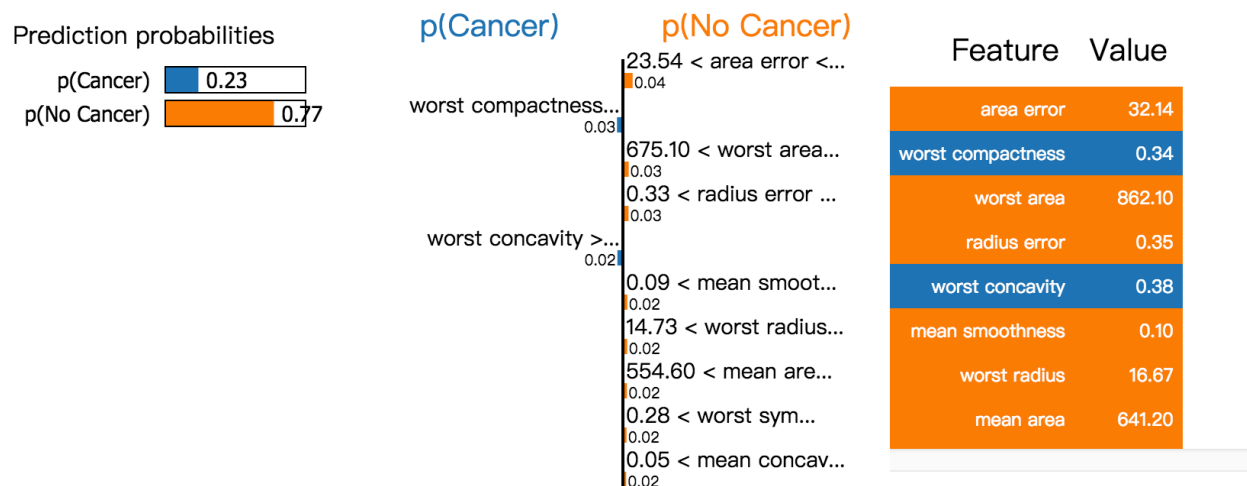 Prediction probabilities
p(Cancer) 0.23
p(No Cancer) 0.77
p(Cancer) p(No Cancer)
23.54 < area error <...
0.04
worst compactness...
0.03
675.10 < worst area...
0.03
0.33 < radius error ...
0.03
worst concavity >...
0.02
0.09 < mean smoot...
0.02
14.73 < worst radius...
0.02
554.60 < mean are...
0.02
0.28 < worst sym...
0.02
0.05 < mean concav...
0.02
Feature Value
area error 32.14
worst compactness 0.34
worst area 862.10
radius error 0.35
worst concavity 0.38
mean smoothness 0.10
worst radius 16.67
mean area 641.20